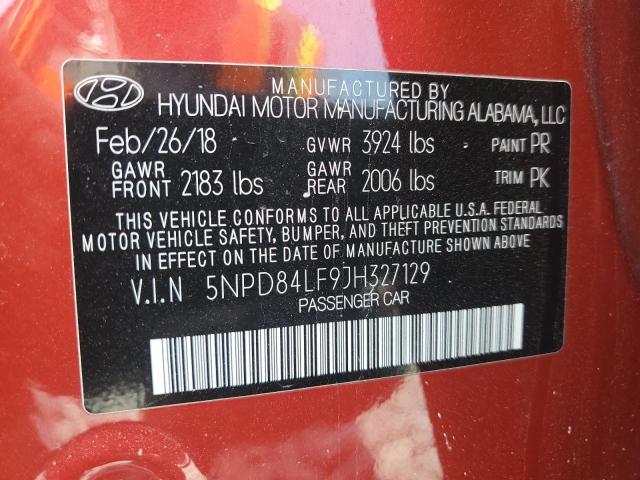 MANUFACTURED BY
HYUNDAI MOTOR MANUFACTURING ALABAMA, LLC
Feb/26/18 GVWR 3924 lbs PAINT PR
GAWR FRONT 2183 lbs GAWR REAR 2006 lbs TRIM PK
THIS VEHICLE CONFORMS TO ALL APPLICABLE U.S.A. FEDERAL
MOTOR VEHICLE SAFETY, BUMPER, AND THEFT PREVENTION STANDARDS
IN EFFECT ON THE DATE OF MANUFACTURE SHOWN ABOVE.
V.I.N 5NPD84LF9JH327129
PASSENGER CAR